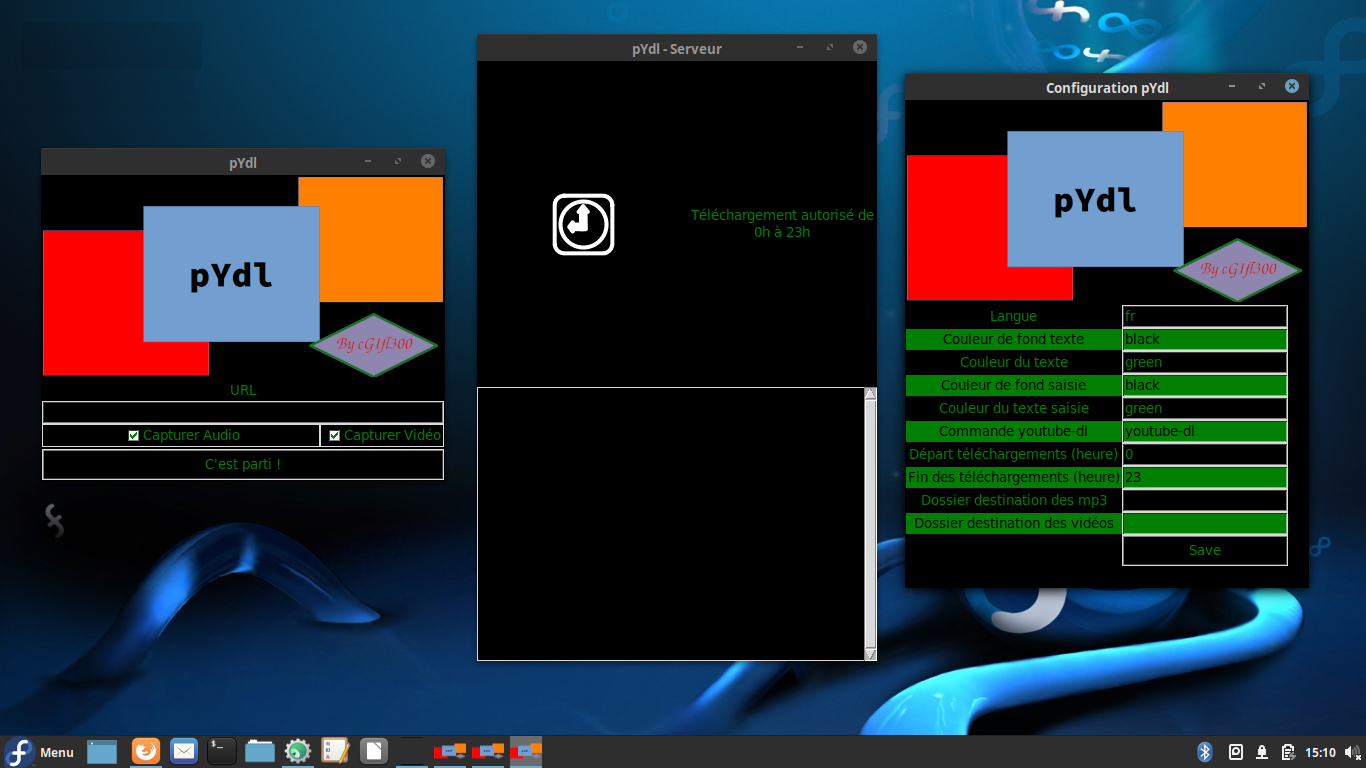 pYdl
pYdl
By cGIfl300
URL
Capturer Audio
Capturer Vidéo
C'est parti !
pYdl - Serveur
Téléchargement autorisé de
0h à 23h
Configuration pYdl
pYdl
By cGIfl300
Langue fr
Couleur de fond texte black
Couleur du texte green
Couleur de fond saisie black
Couleur du texte saisie green
Commande youtube-dl youtube-dl
Départ téléchargements (heure) 0
Fin des téléchargements (heure) 23
Dossier destination des mp3
Dossier destination des vidéos
Save
Menu
15:10